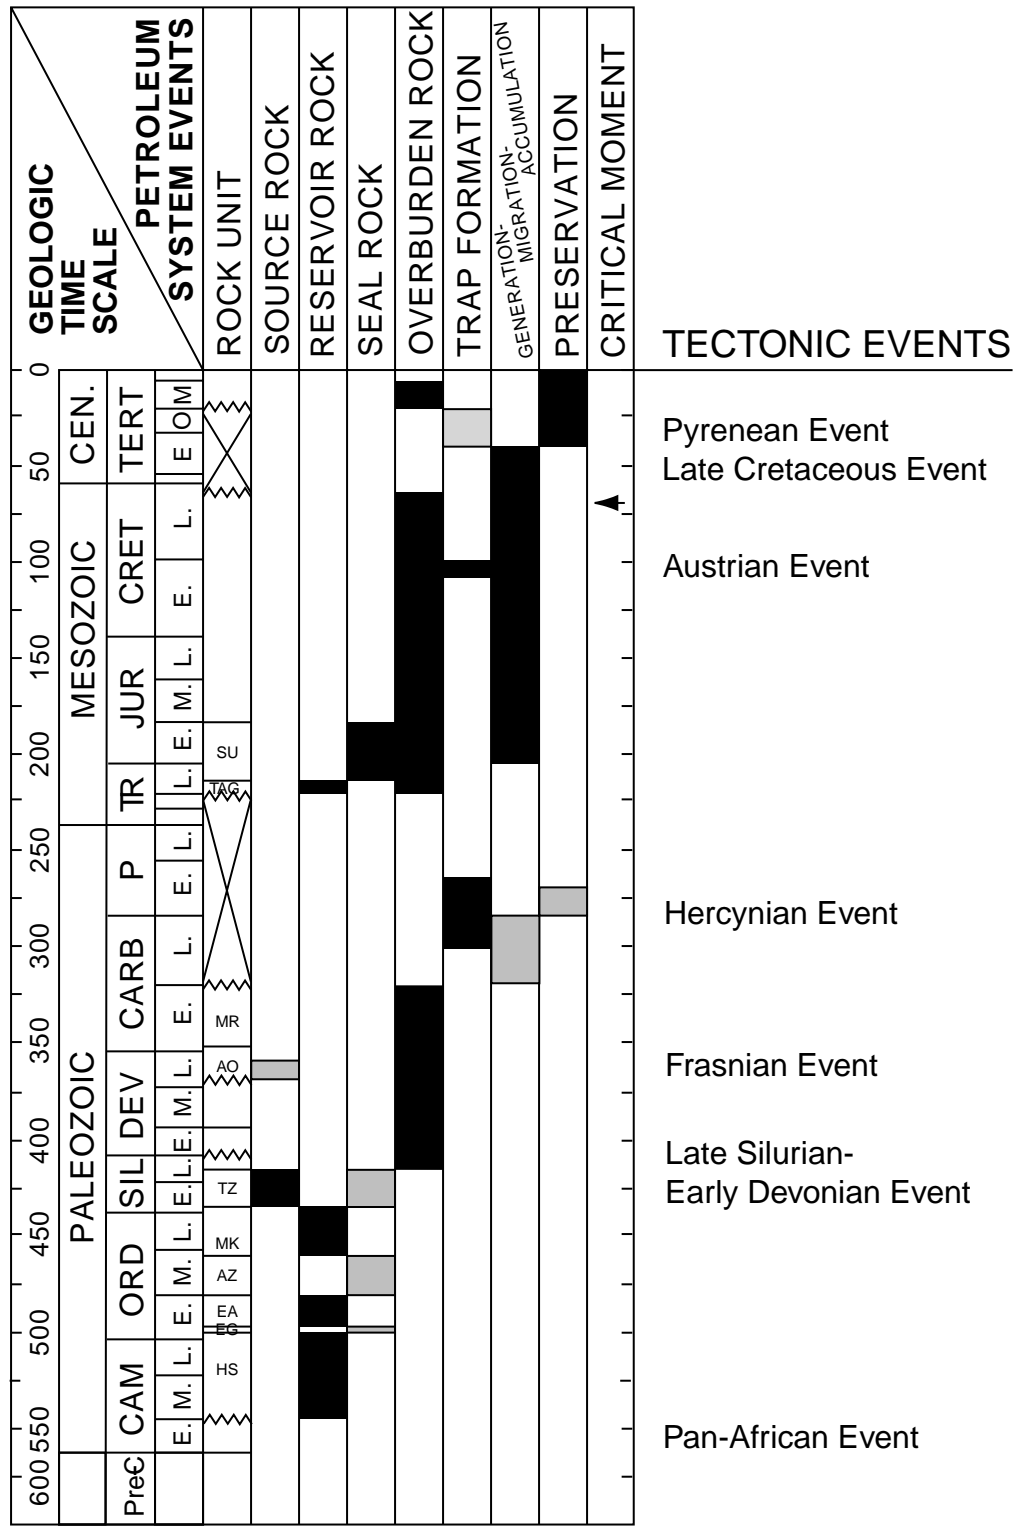 GEOLOGIC
TIME
SCALE
PETROLEUM
SYSTEM EVENTS
ROCK UNIT
SOURCE ROCK
RESERVOIR ROCK
SEAL ROCK
OVERBURDEN ROCK
TRAP FORMATION
GENERATION-
MIGRATION-
ACCUMULATION
PRESERVATION
CRITICAL MOMENT
TECTONIC EVENTS
0
50
100
150
200
250
300
350
400
450
500
550
600
CEN.
MESOZOIC
PALEOZOIC
TERT
CRET
JUR
TR
P
CARB
DEV
SIL
ORD
CAM
Pre€
M
O
E
L.
E.
L.
M.
E.
L.
L.
E.
L.
E.
L.
M.
E.
L.
E.
L.
M.
E.
L.
M.
E.
SU
TAG
MR
AO
TZ
MK
AZ
EA
EG
HS
Pyrenean Event
Late Cretaceous Event
Austrian Event
Hercynian Event
Frasnian Event
Late Silurian-
Early Devonian Event
Pan-African Event